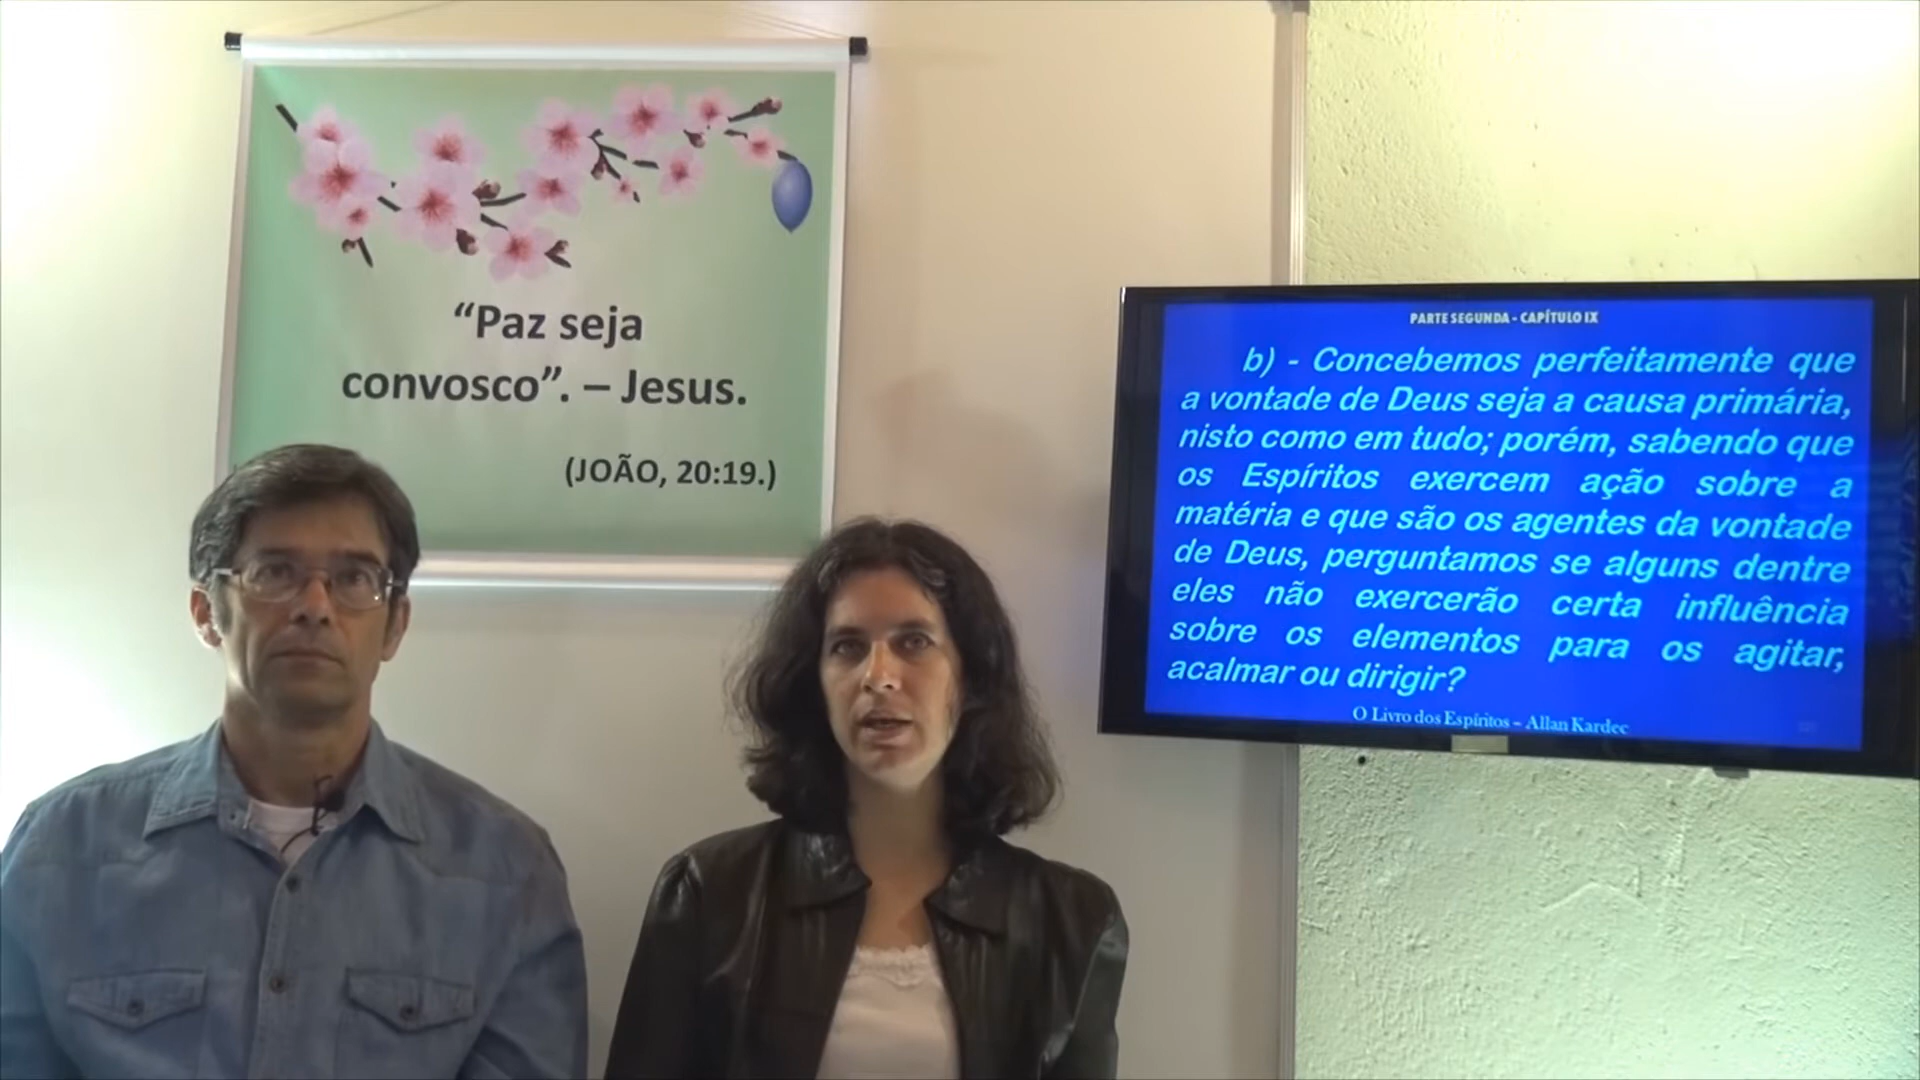 “Paz seja
convosco”. – Jesus.
(JOÃO, 20:19.)
PARTE SEGUNDA - CAPÍTULO IX
b) - Concebemos perfeitamente que
a vontade de Deus seja a causa primária,
nisto como em tudo; porém, sabendo que
os Espíritos exercem ação sobre a
matéria e que são os agentes da vontade
de Deus, perguntamos se alguns dentre
eles não exercerão certa influência
sobre os elementos para os agitar,
acalmar ou dirigir?
O Livro dos Espíritos – Allan Kardec